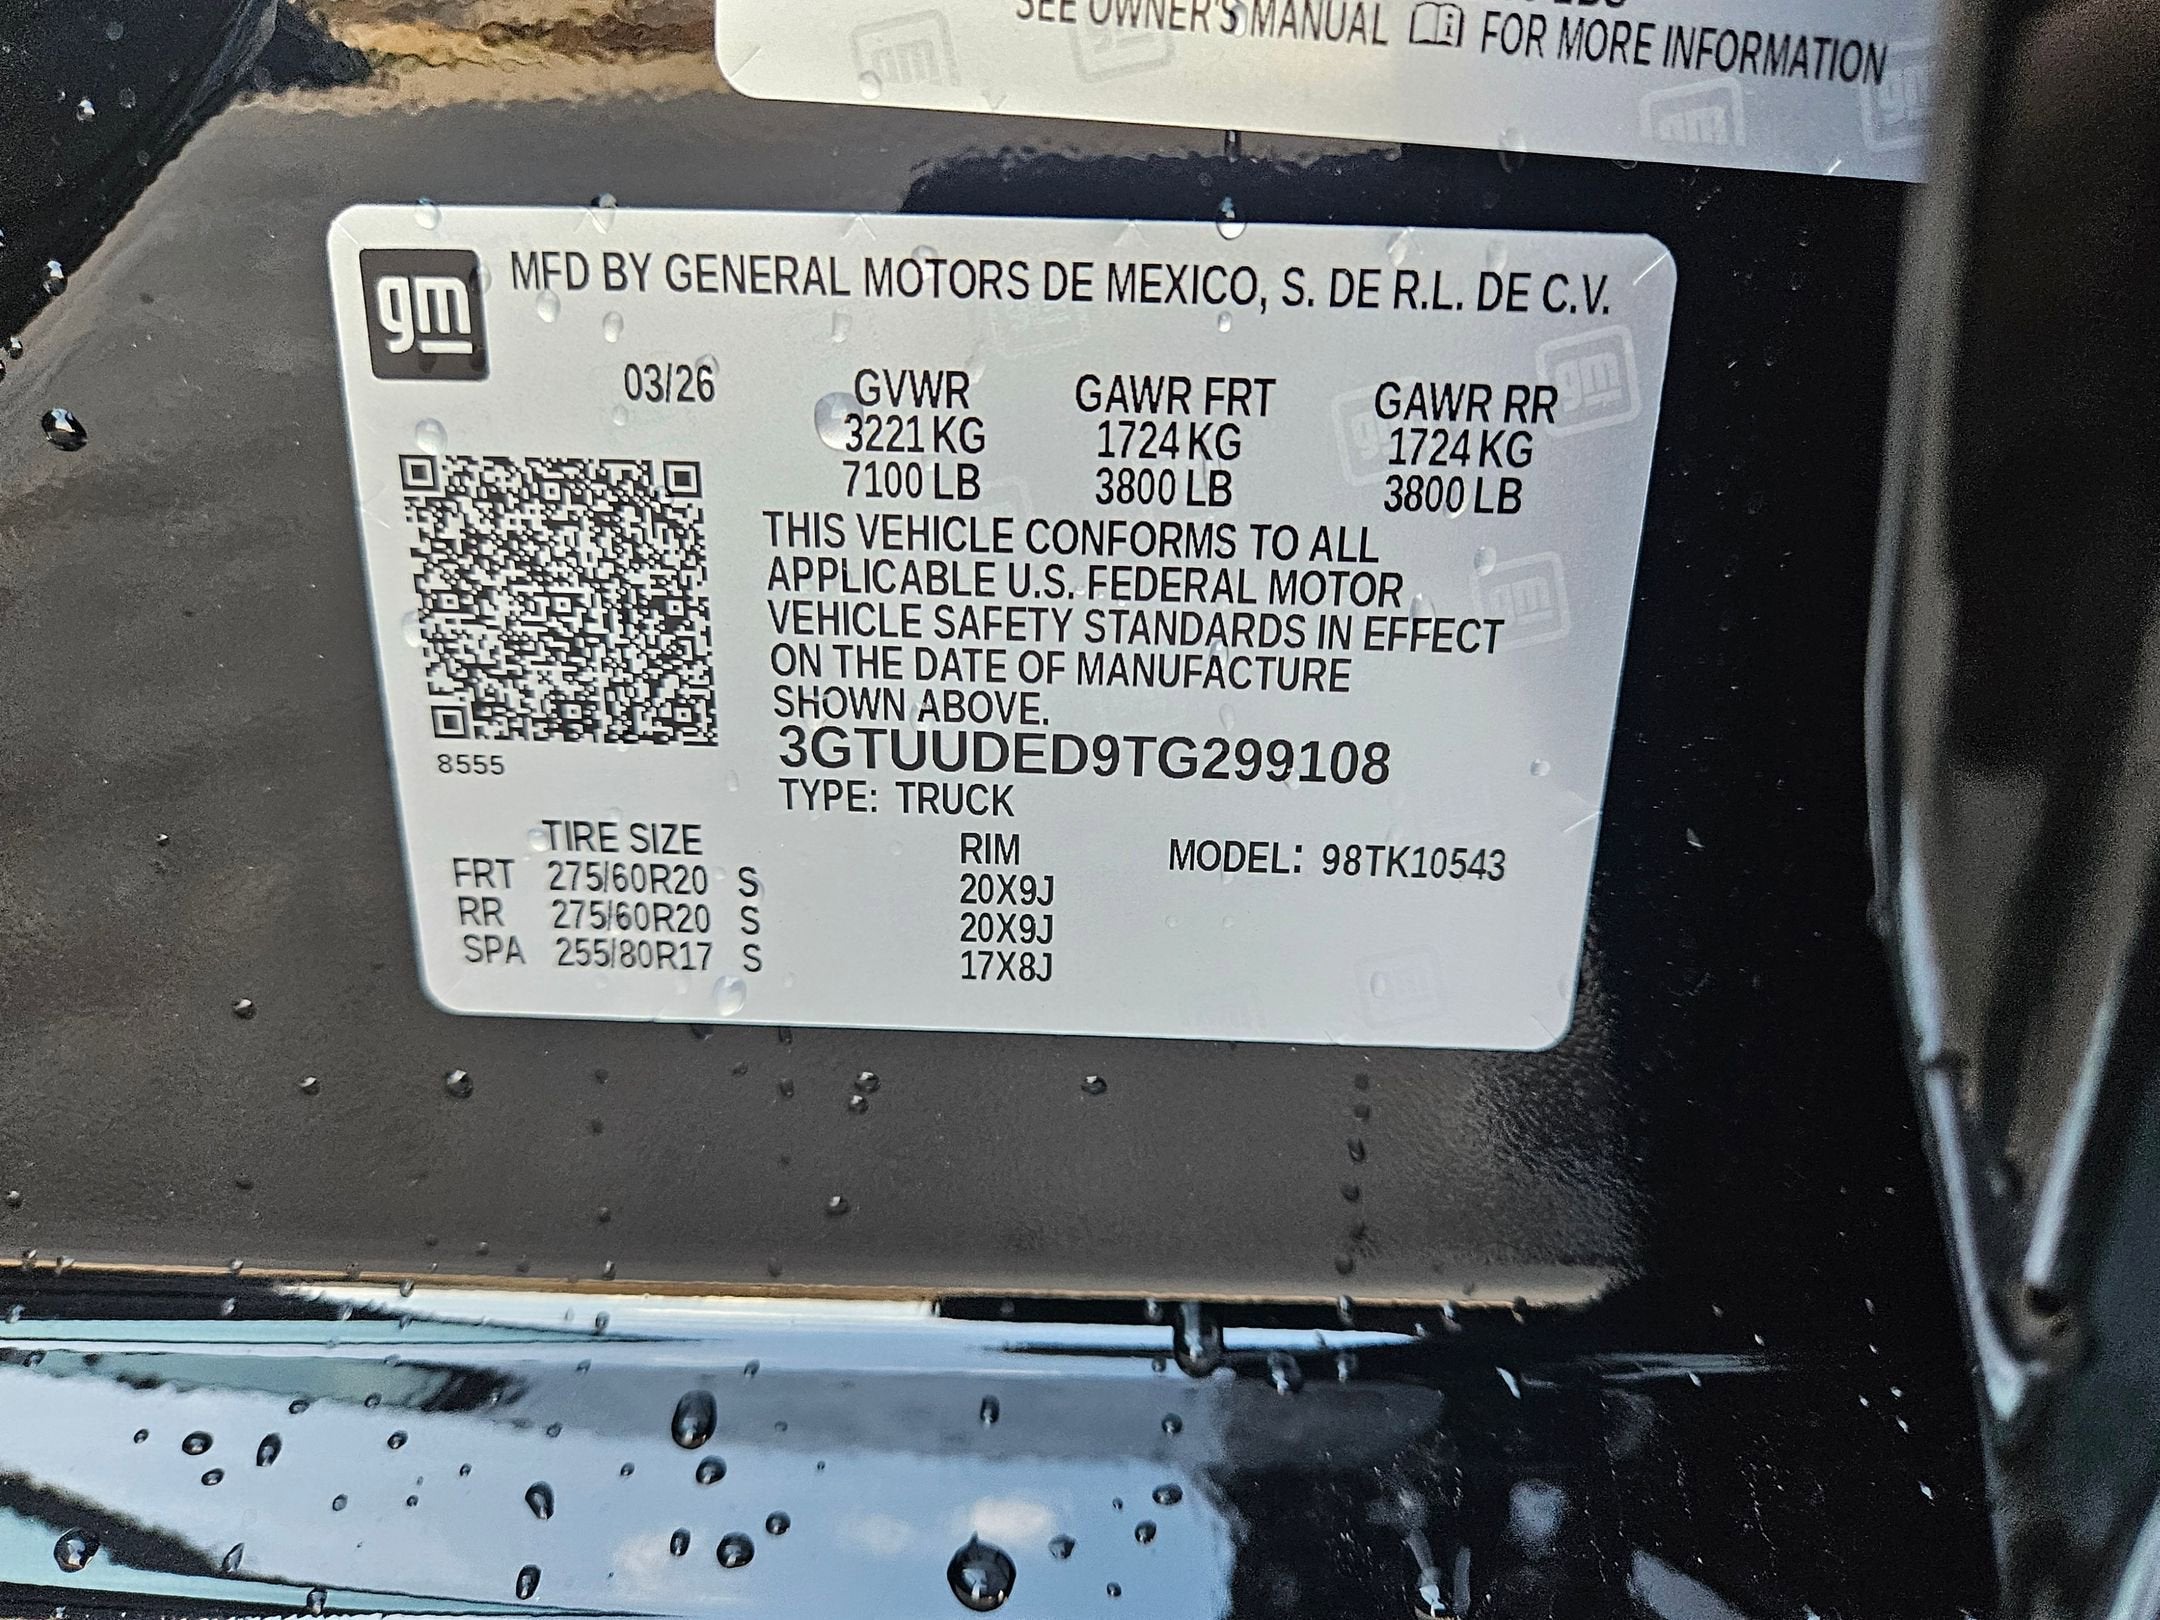 SEE OWNER'S MANUAL FOR MORE INFORMATION
gm MFD BY GENERAL MOTORS DE MEXICO, S. DE R.L. DE C.V.
03/26 GVWR GAWR FRT GAWR RR
3221 KG 1724 KG 1724 KG
7100 LB 3800 LB 3800 LB
THIS VEHICLE CONFORMS TO ALL
APPLICABLE U.S. FEDERAL MOTOR
VEHICLE SAFETY STANDARDS IN EFFECT
ON THE DATE OF MANUFACTURE
SHOWN ABOVE.
3GTUUDED9TG299108
8555
TYPE: TRUCK
TIRE SIZE RIM MODEL: 98TK10543
FRT 275/60R20 S 20X9J
RR 275/60R20 S 20X9J
SPA 255/80R17 S 17X8J